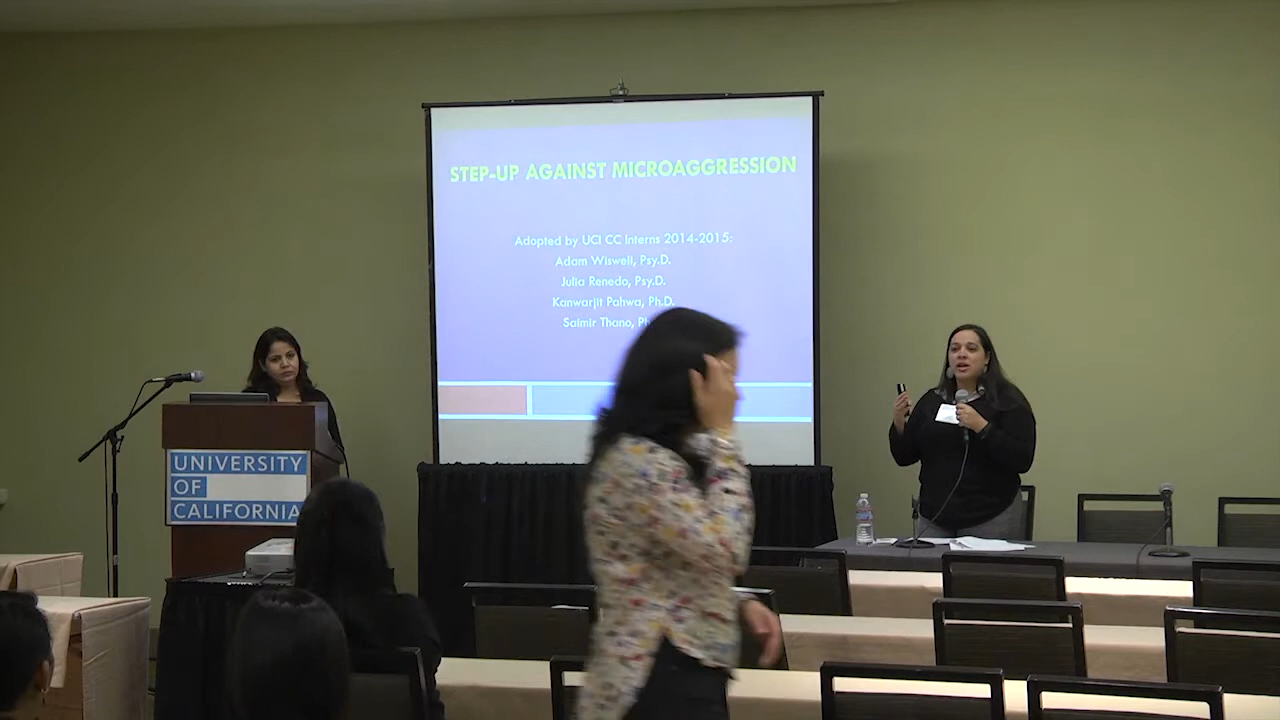 STEP-UP AGAINST MICROAGGRESSION
Adopted by UCI CC Interns 2014-2015:
Adam Wiswell, Psy.D.
Julia Renedo, Psy.D.
Kanwarjit Pahwa, Ph.D.
Saimir Thano,
UNIVERSITY
OF
CALIFORNIA